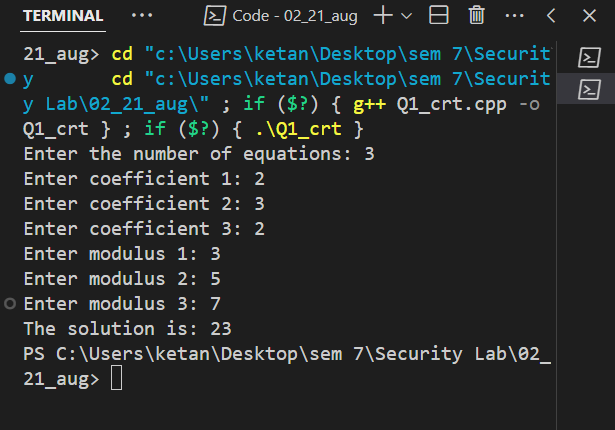 TERMINAL ... Code - 02_21_aug
21_aug> cd "c:\Users\ketan\Desktop\sem 7\Securit
y cd "c:\Users\ketan\Desktop\sem 7\Securit
y Lab\02_21_aug\" ; if ($?) { g++ Q1_crt.cpp -o
Q1_crt } ; if ($?) { .\Q1_crt }
Enter the number of equations: 3
Enter coefficient 1: 2
Enter coefficient 2: 3
Enter coefficient 3: 2
Enter modulus 1: 3
Enter modulus 2: 5
Enter modulus 3: 7
The solution is: 23
PS C:\Users\ketan\Desktop\sem 7\Security Lab\02_
21_aug>